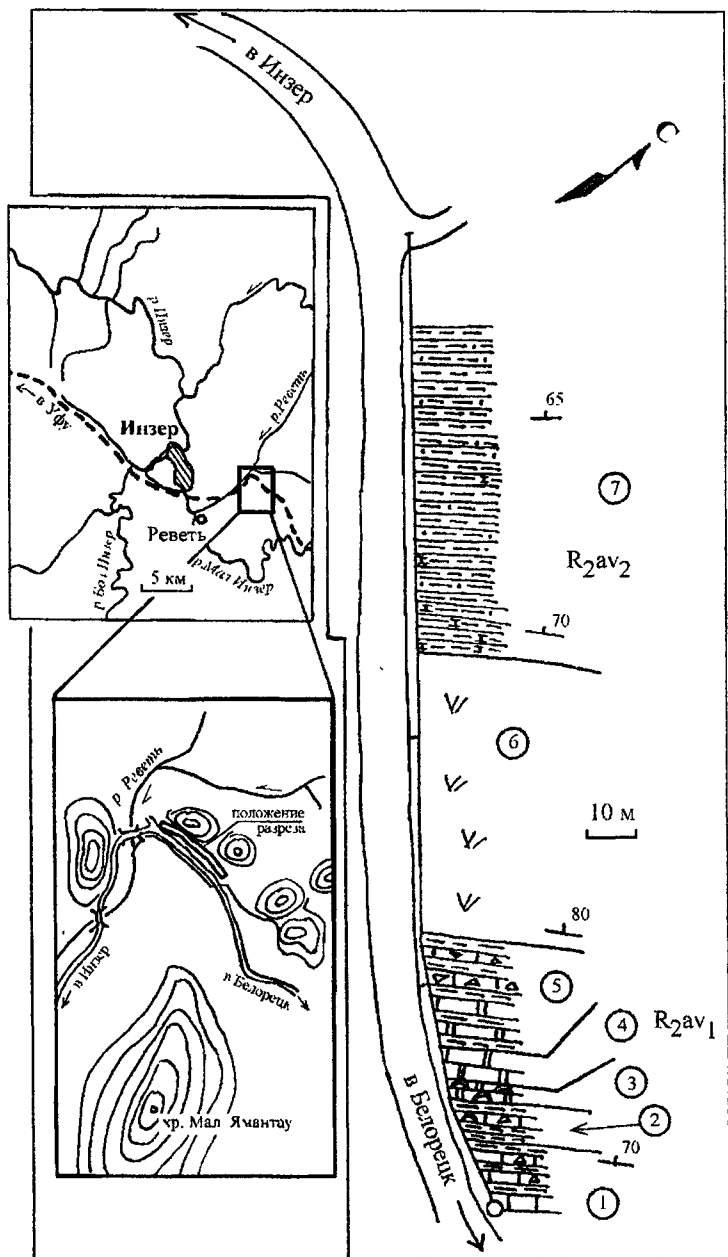 в Инзер
С
р. Инзер
в Уфу
Инзер
р. Реветь
Реветь
р. Бол Инзер
р. Мал Инзер
5 км
р Реветь
положение
разреза
в Инзер
в Белорецк
хр. Мал Ямантау
65
7
R₂av₂
70
6
10 м
80
5
4
R₂av₁
3
2
70
1
в Белорецк